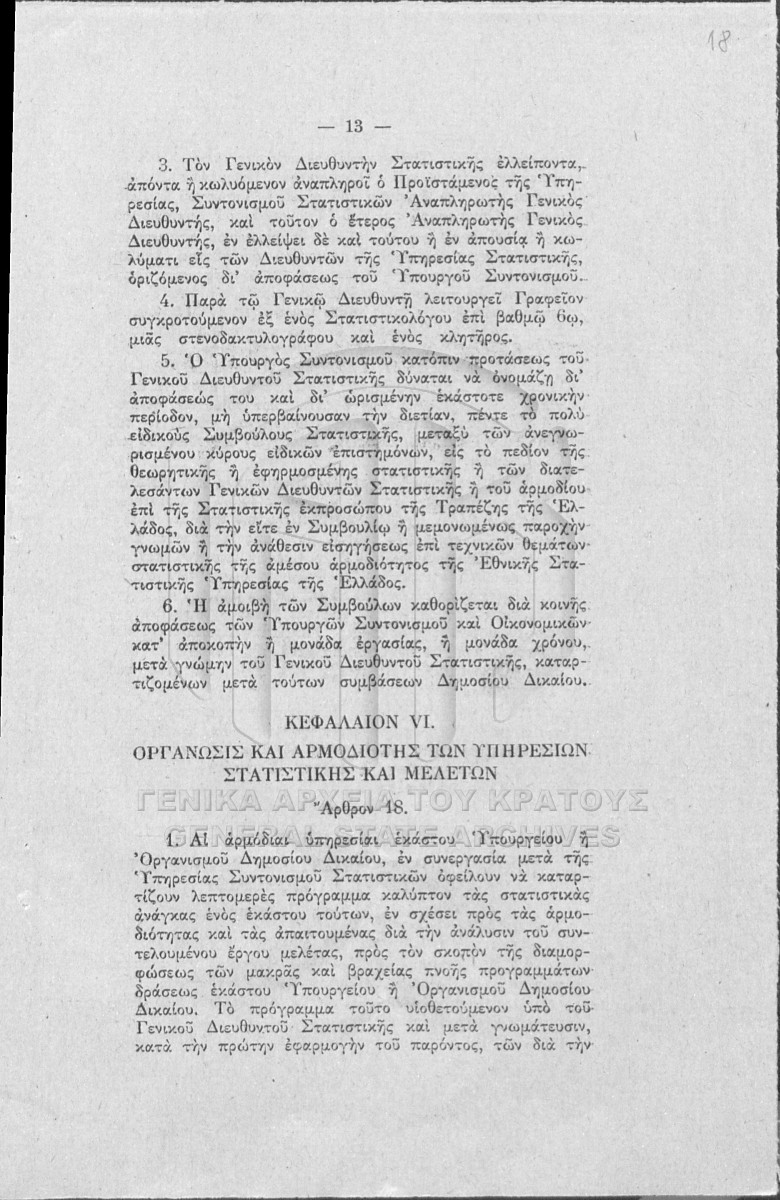 18
— 13 —
3. Τὸν Γενικὸν Διευθυντὴν Στατιστικῆς ἐλλείποντα,
ἀπόντα ἢ κωλυόμενον ἀναπληροῖ ὁ Προϊστάμενος τῆς Ὑπη-
ρεσίας, Συντονισμοῦ Στατιστικῶν Ἀναπληρωτὴς Γενικὸς
Διευθυντής, καὶ τοῦτον ὁ ἕτερος Ἀναπληρωτὴς Γενικὸς
Διευθυντής, ἐν ἐλλείψει δὲ καὶ τούτου ἢ ἐν ἀπουσίᾳ ἢ κω-
λύματι εἷς τῶν Διευθυντῶν τῆς Ὑπηρεσίας Στατιστικῆς,
ὁριζόμενος δι' ἀποφάσεως τοῦ Ὑπουργοῦ Συντονισμοῦ.
4. Παρὰ τῷ Γενικῷ Διευθυντῇ λειτουργεῖ Γραφεῖον
συγκροτούμενον ἐξ ἑνὸς Στατιστικολόγου ἐπὶ βαθμῷ 6ῳ,
μιᾶς στενοδακτυλογράφου καὶ ἑνὸς κλητῆρος.
5. Ὁ Ὑπουργὸς Συντονισμοῦ κατόπιν προτάσεως τοῦ
Γενικοῦ Διευθυντοῦ Στατιστικῆς δύναται νὰ ὀνομάζῃ δι'
ἀποφάσεώς του καὶ δι' ὡρισμένην ἑκάστοτε χρονικὴν
περίοδον, μὴ ὑπερβαίνουσαν τὴν διετίαν, πέντε τὸ πολὺ
εἰδικοὺς Συμβούλους Στατιστικῆς, μεταξὺ τῶν ἀνεγνω-
ρισμένου κύρους εἰδικῶν ἐπιστημόνων, εἰς τὸ πεδίον τῆς
θεωρητικῆς ἢ ἐφηρμοσμένης στατιστικῆς ἢ τῶν διατε-
λεσάντων Γενικῶν Διευθυντῶν Στατιστικῆς ἢ τοῦ ἁρμοδίου
ἐπὶ τῆς Στατιστικῆς ἐκπροσώπου τῆς Τραπέζης τῆς Ἑλ-
λάδος, διὰ τὴν εἴτε ἐν Συμβουλίῳ ἢ μεμονωμένως παροχὴν
γνωμῶν ἢ τὴν ἀνάθεσιν εἰσηγήσεως ἐπὶ τεχνικῶν θεμάτων
στατιστικῆς τῆς ἀμέσου ἁρμοδιότητος τῆς Ἐθνικῆς Στα-
τιστικῆς Ὑπηρεσίας τῆς Ἑλλάδος.
6. Ἡ ἀμοιβὴ τῶν Συμβούλων καθορίζεται διὰ κοινῆς
ἀποφάσεως τῶν Ὑπουργῶν Συντονισμοῦ καὶ Οἰκονομικῶν
κατ' ἀποκοπὴν ἢ μονάδα ἐργασίας, ἢ μονάδα χρόνου,
μετὰ γνώμην τοῦ Γενικοῦ Διευθυντοῦ Στατιστικῆς, καταρ-
τιζομένων μετὰ τούτων συμβάσεων Δημοσίου Δικαίου.
ΚΕΦΑΛΑΙΟΝ VI.
ΟΡΓΑΝΩΣΙΣ ΚΑΙ ΑΡΜΟΔΙΟΤΗΣ ΤΩΝ ΥΠΗΡΕΣΙΩΝ
ΣΤΑΤΙΣΤΙΚΗΣ ΚΑΙ ΜΕΛΕΤΩΝ
ΓΕΝΙΚΑ ΑΡΧΕΙΑ ΤΟΥ ΚΡΑΤΟΥΣ
Ἄρθρον 18.
GENERAL STATE ARCHIVES
1. Αἱ ἁρμόδιαι ὑπηρεσίαι ἑκάστου Ὑπουργείου ἢ
Ὀργανισμοῦ Δημοσίου Δικαίου, ἐν συνεργασία μετὰ τῆς
Ὑπηρεσίας Συντονισμοῦ Στατιστικῶν ὀφείλουν νὰ καταρ-
τίζουν λεπτομερὲς πρόγραμμα καλύπτον τὰς στατιστικὰς
ἀνάγκας ἑνὸς ἑκάστου τούτων, ἐν σχέσει πρὸς τὰς ἁρμο-
διότητας καὶ τὰς ἀπαιτουμένας διὰ τὴν ἀνάλυσιν τοῦ συν-
τελουμένου ἔργου μελέτας, πρὸς τὸν σκοπὸν τῆς διαμορ-
φώσεως τῶν μακρᾶς καὶ βραχείας πνοῆς προγραμμάτων
δράσεως ἑκάστου Ὑπουργείου ἢ Ὀργανισμοῦ Δημοσίου
Δικαίου. Τὸ πρόγραμμα τοῦτο υἱοθετούμενον ὑπὸ τοῦ
Γενικοῦ Διευθυντοῦ Στατιστικῆς καὶ μετὰ γνωμάτευσιν,
κατὰ τὴν πρώτην ἐφαρμογὴν τοῦ παρόντος, τῶν διὰ τὴν